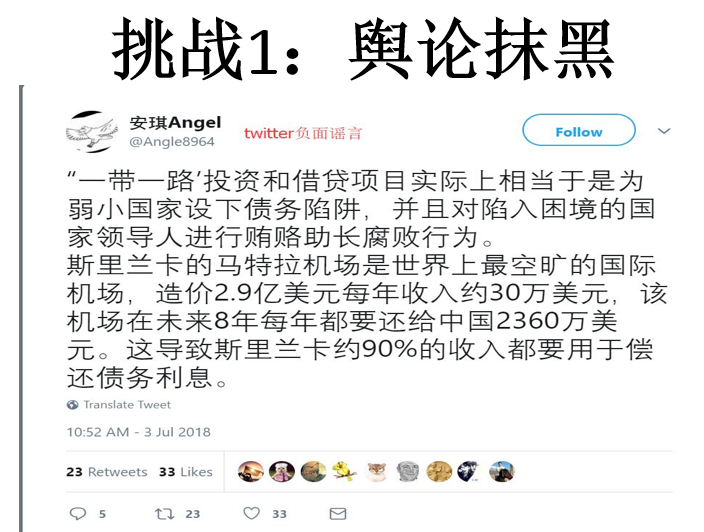 挑战1：舆论抹黑
安琪Angel
@Angle8964
twitter负面谣言
Follow
“一带一路’投资和借贷项目实际上相当于是为
弱小国家设下债务陷阱，并且对陷入困境的国
家领导人进行贿赂助长腐败行为。
斯里兰卡的马特拉机场是世界上最空旷的国际
机场，造价2.9亿美元每年收入约30万美元，该
机场在未来8年每年都要还给中国2360万美
元。这导致斯里兰卡约90%的收入都要用于偿
还债务利息。
Translate Tweet
10:52 AM - 3 Jul 2018
23 Retweets 33 Likes
5 23 33